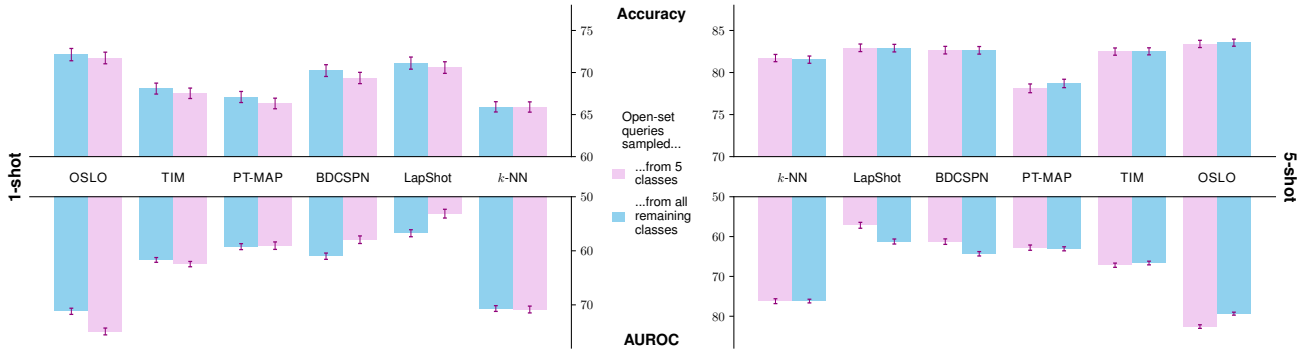 Accuracy
75
70
65
60
85
80
75
70
Open-set
queries
sampled...
...from 5
classes
...from all
remaining
classes
1-shot
5-shot
OSLO TIM PT-MAP BDCSPN LapShot k-NN
k-NN LapShot BDCSPN PT-MAP TIM OSLO
50
60
70
50
60
70
80
AUROC